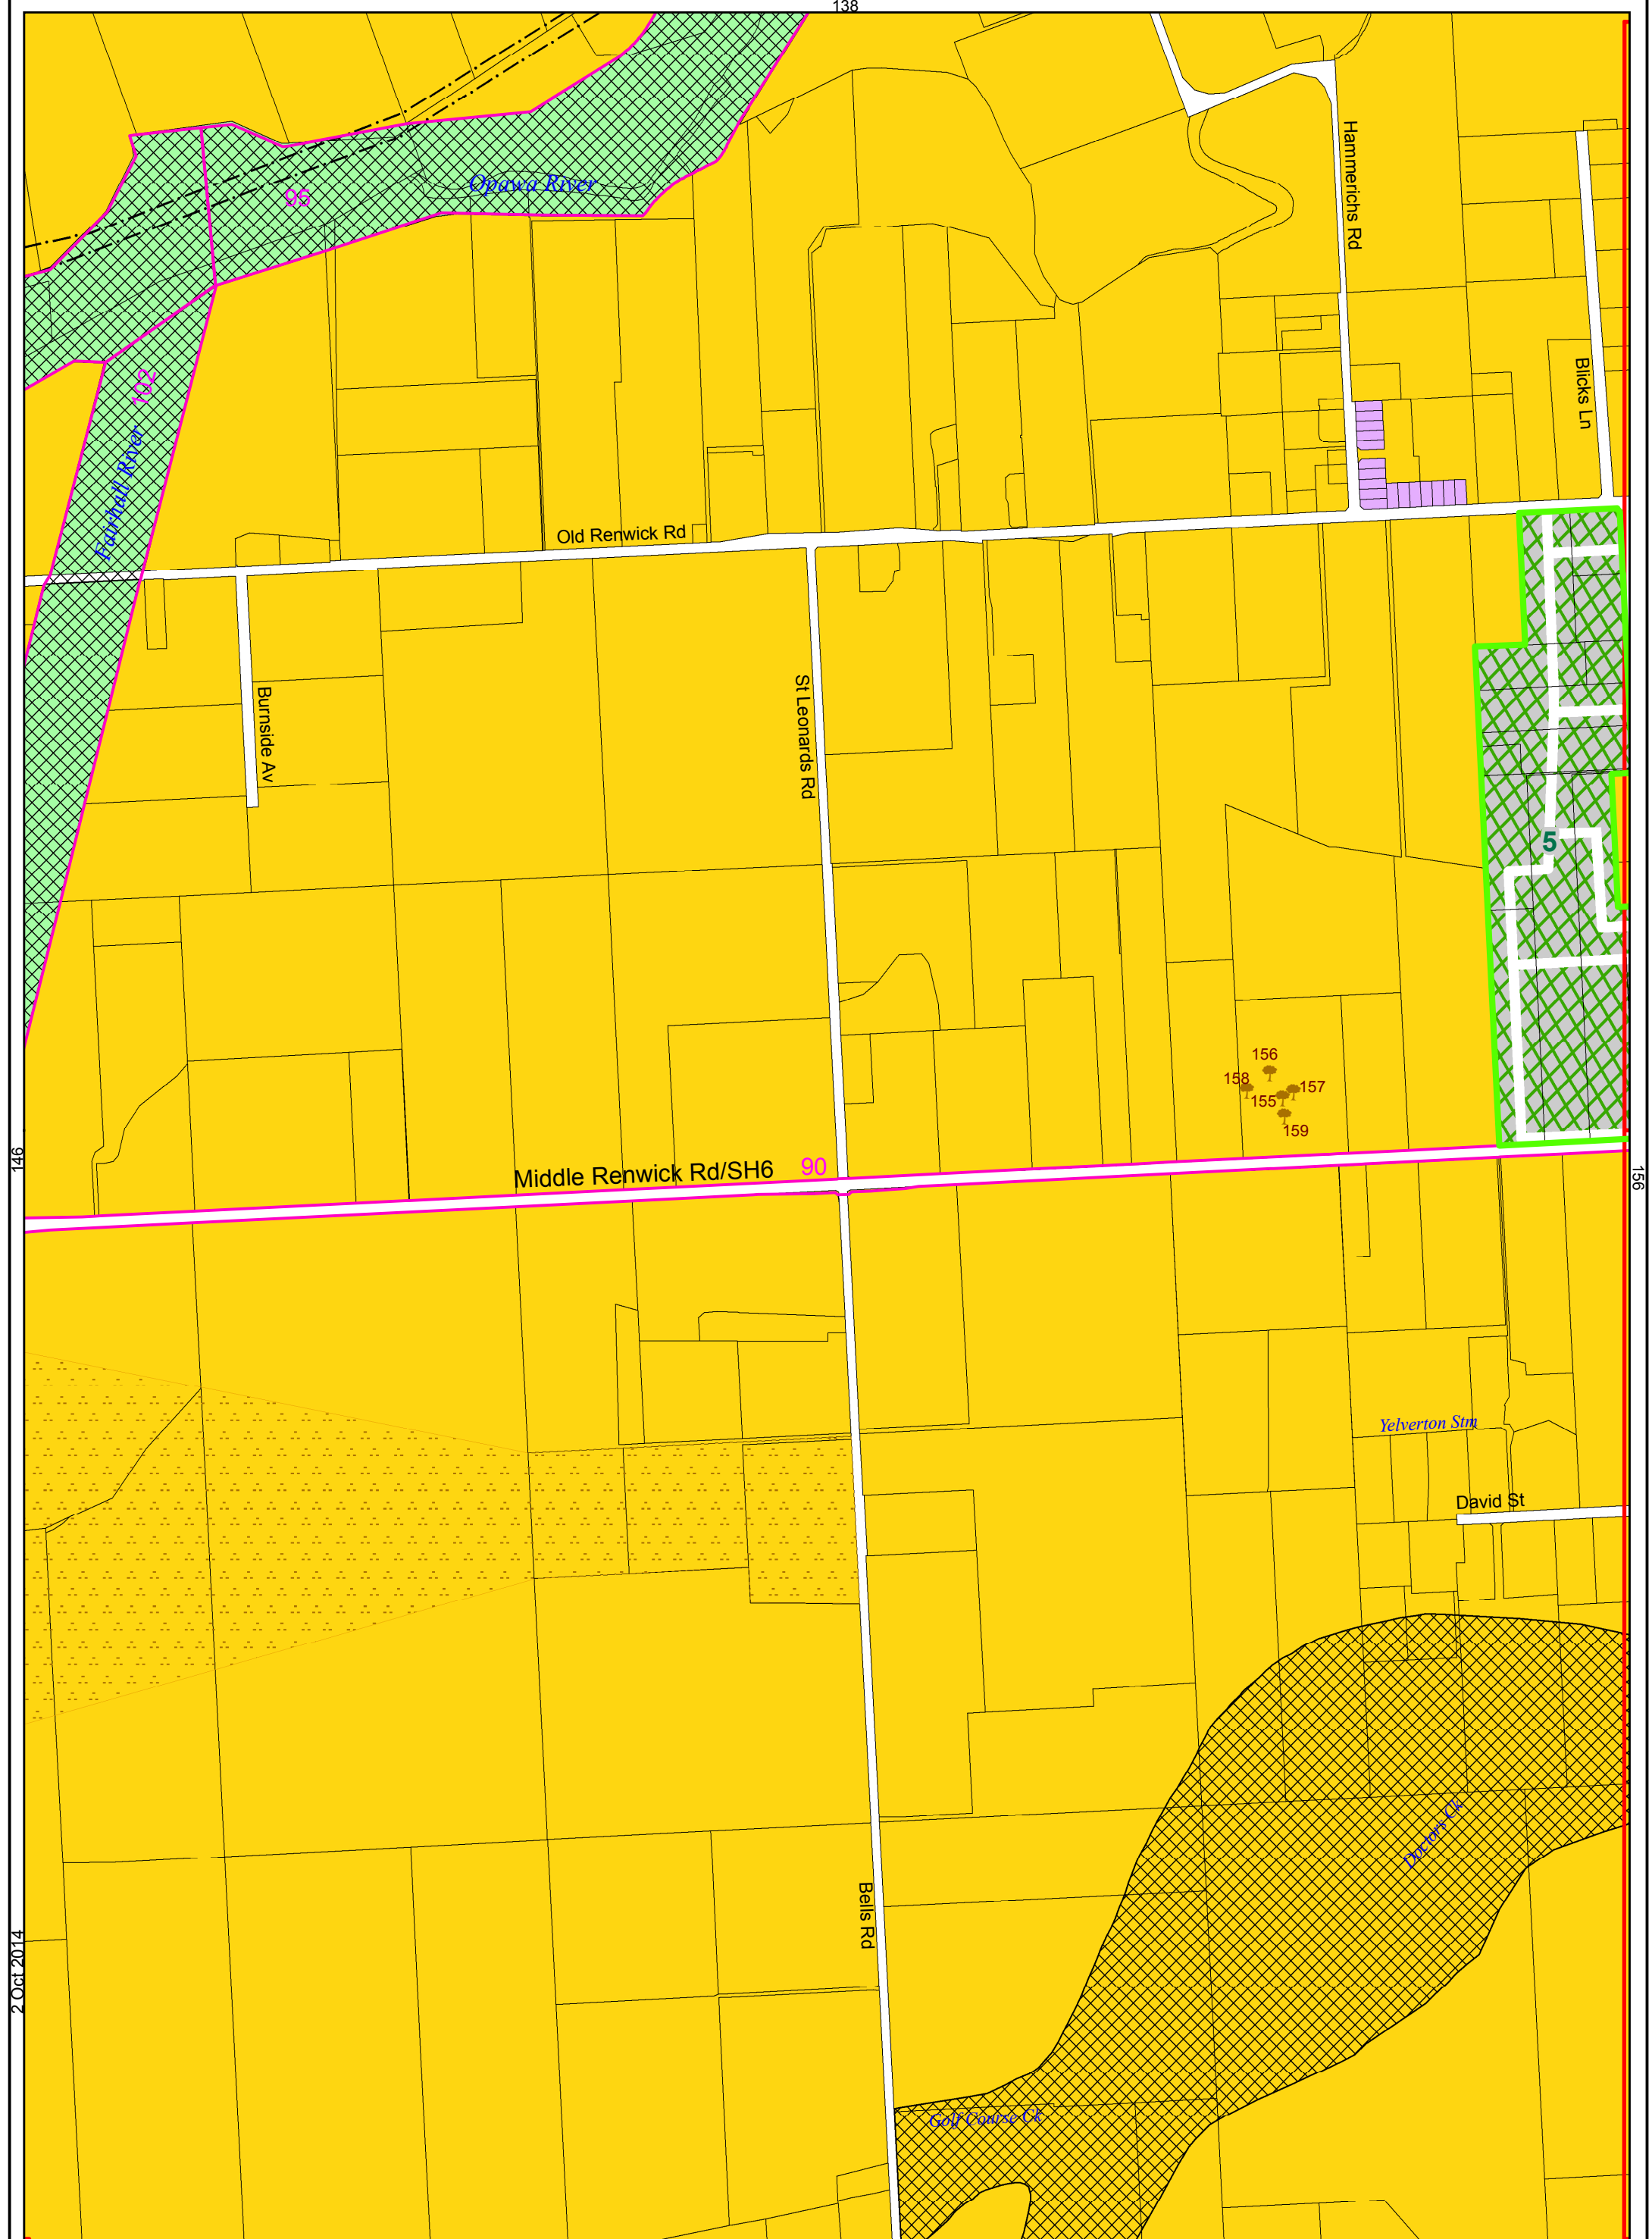 138
Hammerichs Rd
Opawa River
95
Blicks Ln
102
Fairhall River
Old Renwick Rd
Burnside Av
St Leonards Rd
5
156
158
157
155
159
146
Middle Renwick Rd/SH6
90
156
Yelverton Stm
David St
Doctors Ck
Bells Rd
2 Oct 2014
Golf Course Ck